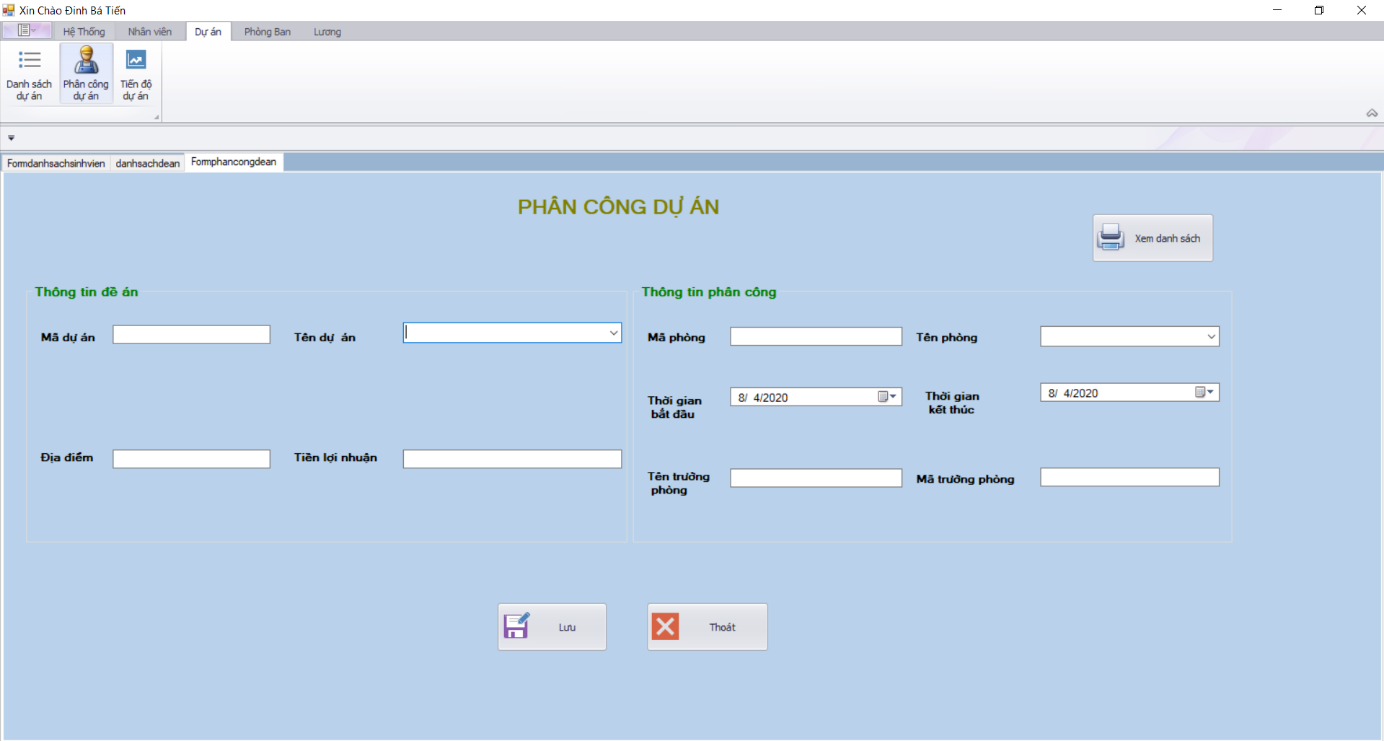 Xin Chào Đinh Bá Tiến
Hệ Thống Nhân viên Dự án Phòng Ban Lương
Danh sách dự án
Phân công dự án
Tiến độ dự án
Formdanhsachsinhvien danhsachdean Formphancongdean
PHÂN CÔNG DỰ ÁN
Xem danh sách
Thông tin đề án
Mã dự án
Tên dự án
Địa điểm
Tiền lợi nhuận
Thông tin phân công
Mã phòng
Tên phòng
Thời gian
bắt đầu
8/ 4/2020
Thời gian
kết thúc
8/ 4/2020
Tên trưởng
phòng
Mã trưởng phòng
Lưu
Thoát